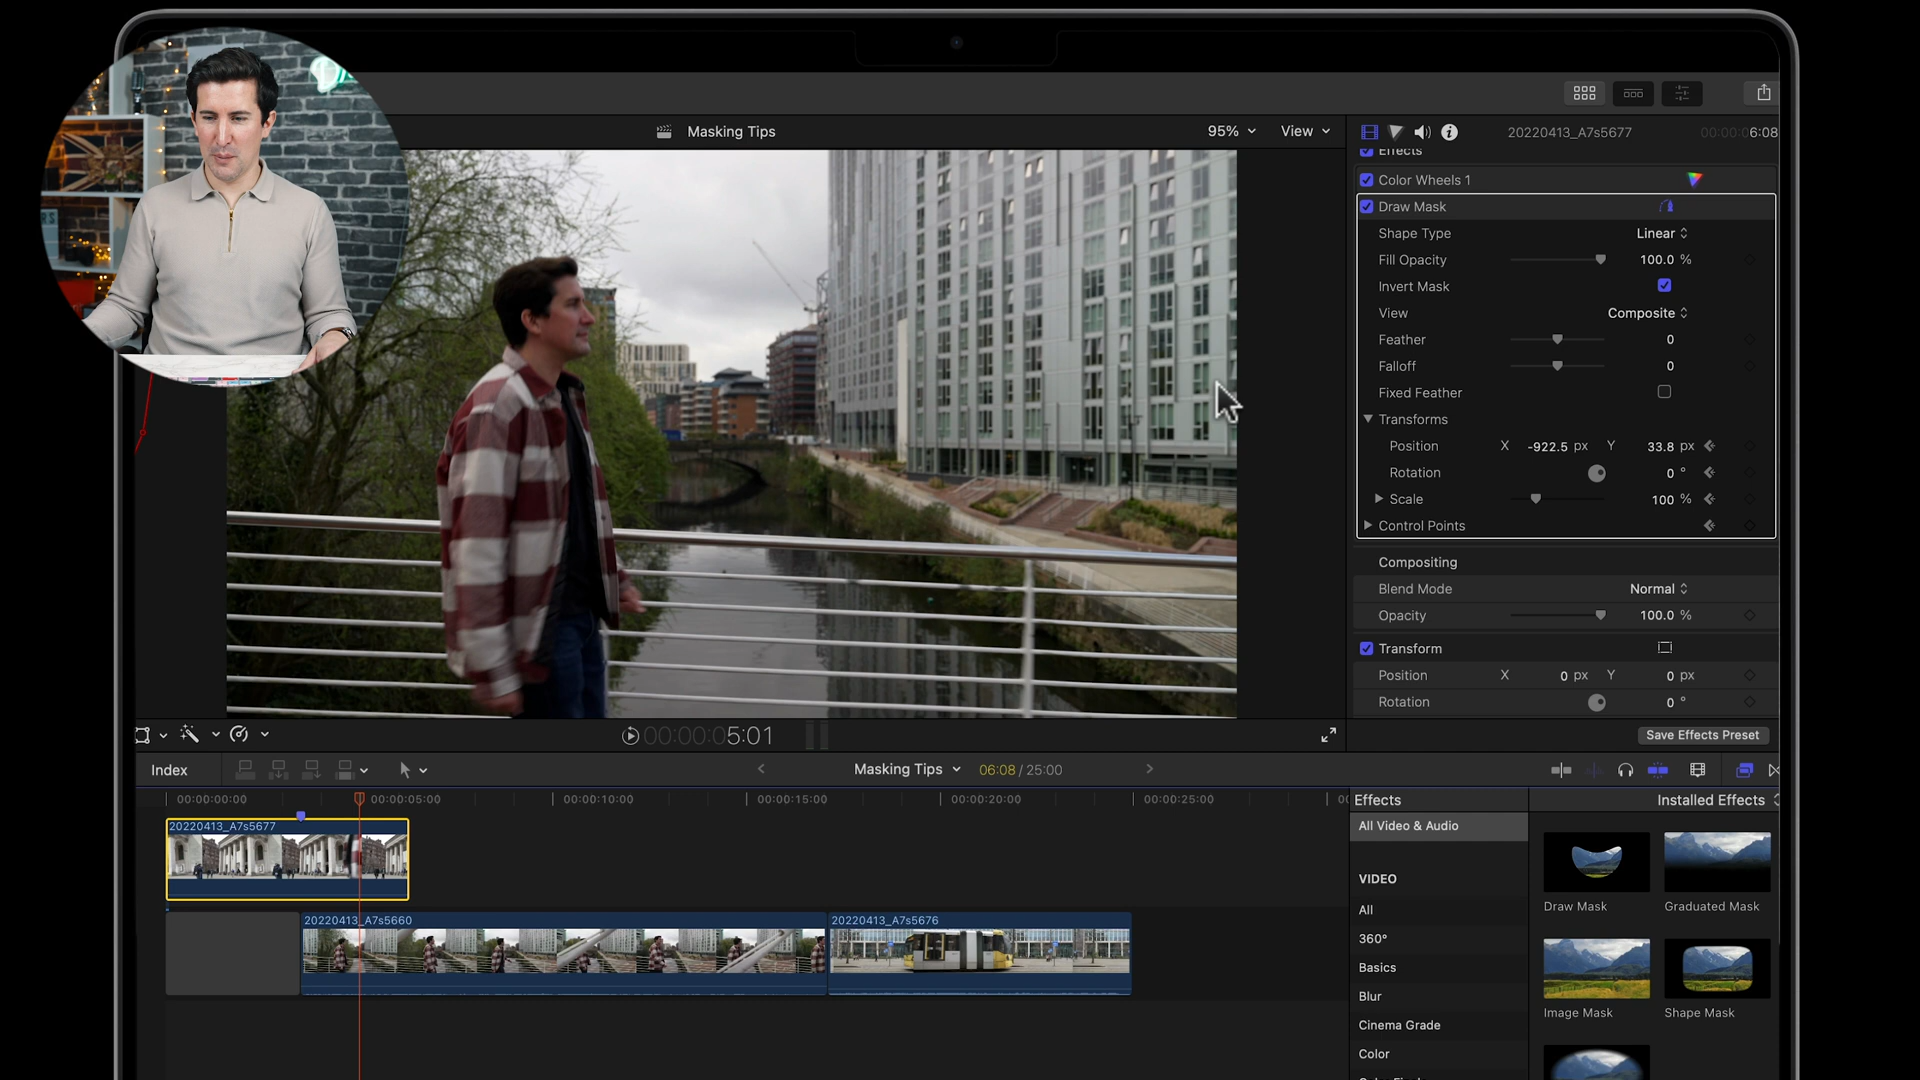 Masking Tips
95%
View
20220413_A7s5677
00:00:06:08
Effects
Color Wheels 1
Draw Mask
Shape Type
Linear
Fill Opacity
100.0 %
Invert Mask
View
Composite
Feather
0
Falloff
0
Fixed Feather
Transforms
Position
X
-922.5 px
Y
33.8 px
Rotation
0 °
Scale
100 %
Control Points
Compositing
Blend Mode
Normal
Opacity
100.0 %
Transform
Position
X
0 px
Y
0 px
Rotation
0 °
00:00:05:01
Save Effects Preset
Index
Masking Tips
06:08 / 25:00
00:00:00:00
00:00:05:00
00:00:10:00
00:00:15:00
00:00:20:00
00:00:25:00
Effects
Installed Effects
20220413_A7s5677
All Video & Audio
VIDEO
All
360°
Basics
Blur
Cinema Grade
Color
Draw Mask
Graduated Mask
Image Mask
Shape Mask
20220413_A7s5660
20220413_A7s5676